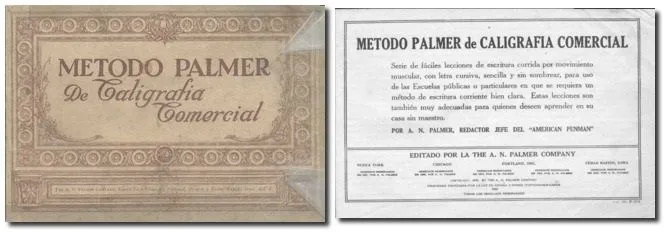 METODO PALMER
De Caligrafia
Comercial
METODO PALMER de CALIGRAFIA COMERCIAL
Serie de fáciles lecciones de escritura corrida por movimiento
muscular, con letra cursiva, sencilla y sin sombrear, para uso
de las Escuelas públicas o particulares en que se requiera un
método de escritura corriente bien clara. Estas lecciones son
también muy adecuadas para quienes deseen aprender en su
casa sin maestro.
POR A. N. PALMER, REDACTOR JEFE DEL "AMERICAN PENMAN"
EDITADO POR LA THE A. N. PALMER COMPANY
NUEVA YORK CHICAGO PORTLAND, ORE. CEDAR RAPIDS, IOWA